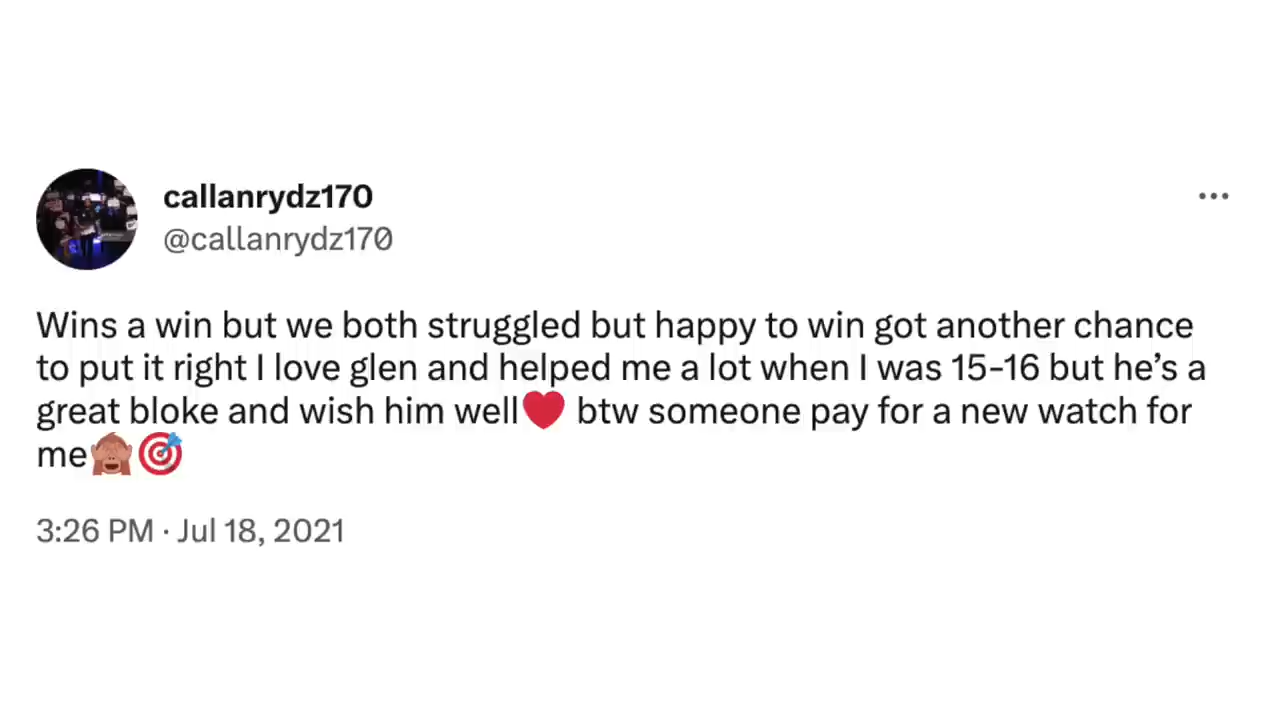 callanrydz170
@callanrydz170
Wins a win but we both struggled but happy to win got another chance
to put it right I love glen and helped me a lot when I was 15-16 but he’s a
great bloke and wish him well❤️ btw someone pay for a new watch for
me🙈🎯
3:26 PM · Jul 18, 2021